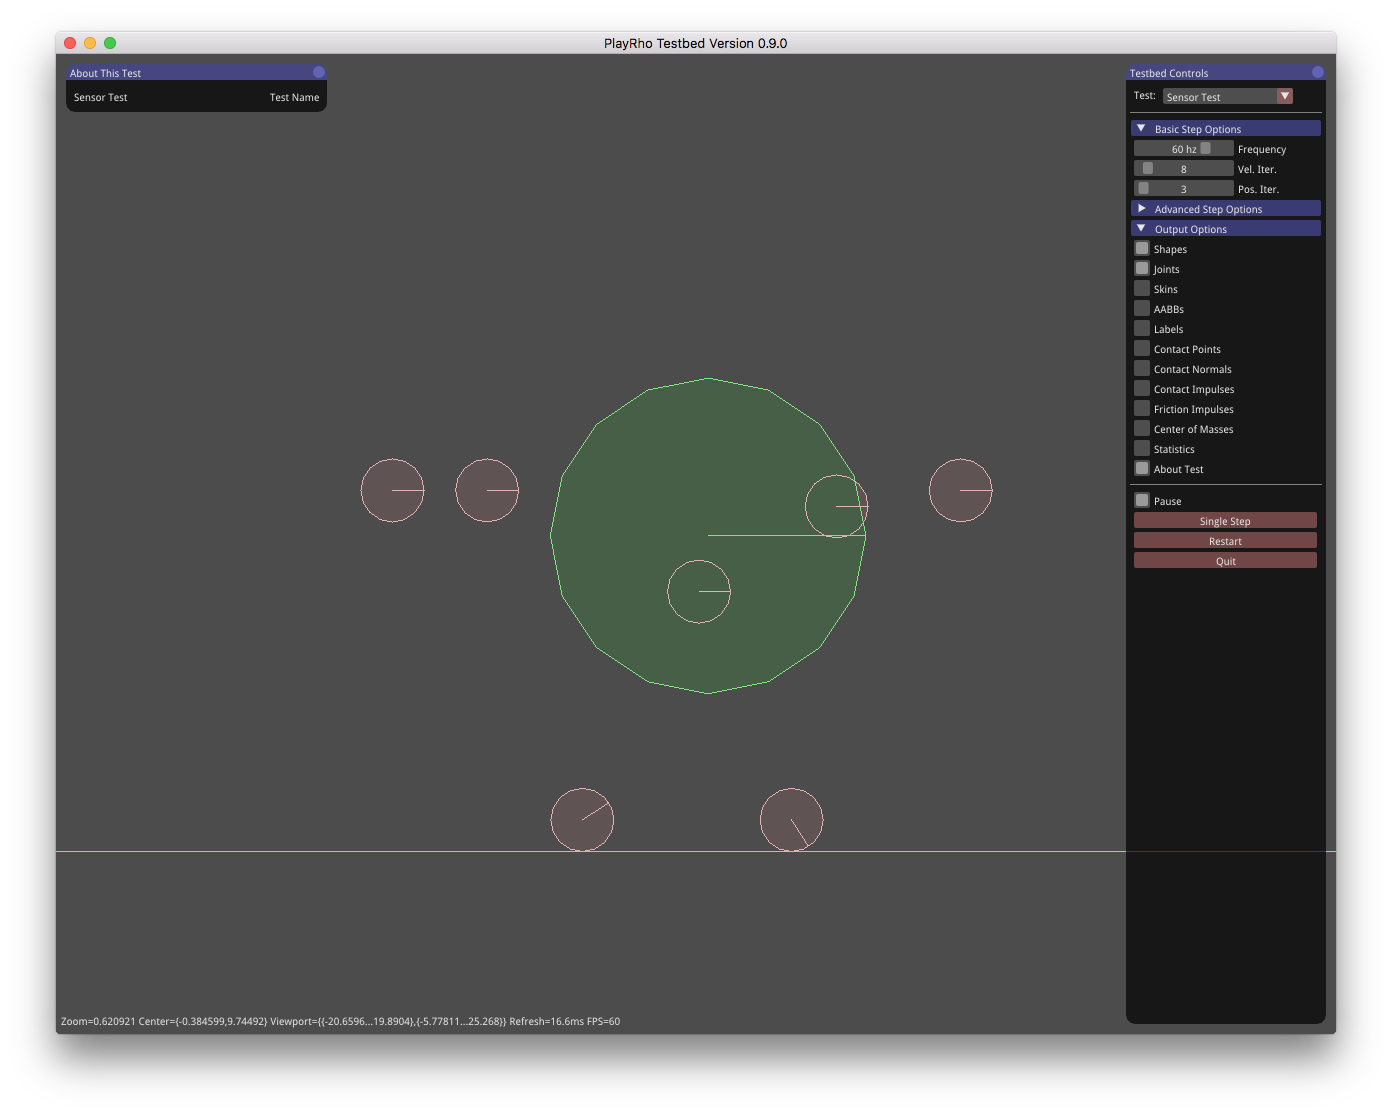 PlayRho Testbed Version 0.9.0
About This Test
Sensor Test Test Name
Testbed Controls
Test: Sensor Test
Basic Step Options
60 hz Frequency
8 Vel. Iter.
3 Pos. Iter.
Advanced Step Options
Output Options
Shapes
Joints
Skins
AABBs
Labels
Contact Points
Contact Normals
Contact Impulses
Friction Impulses
Center of Masses
Statistics
About Test
Pause
Single Step
Restart
Quit
Zoom=0.620921 Center={-0.384599,9.74492} Viewport={{-20.6596...19.8904},{-5.77811...25.268}} Refresh=16.6ms FPS=60